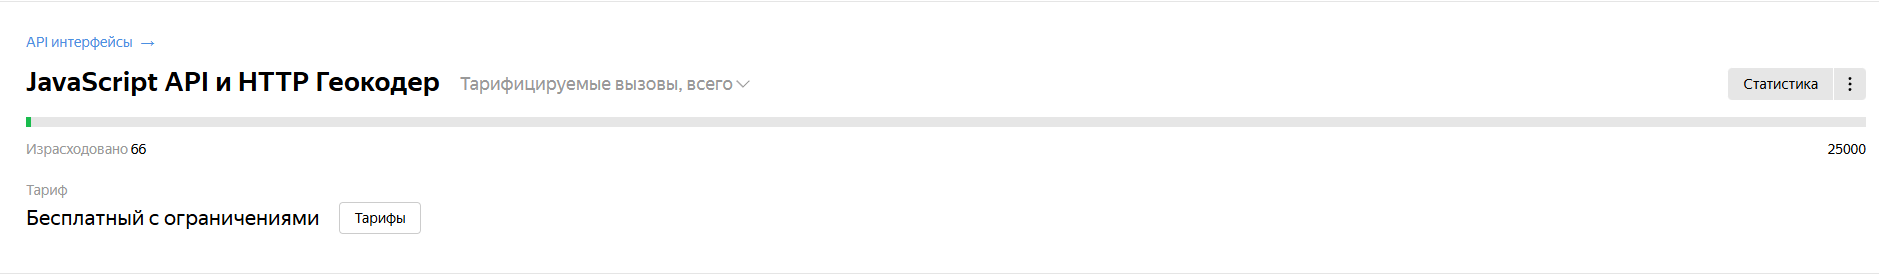 API интерфейсы →
JavaScript API и HTTP Геокодер Тарифицируемые вызовы, всего
Статистика
Израсходовано 66 25000
Тариф
Бесплатный с ограничениями Тарифы